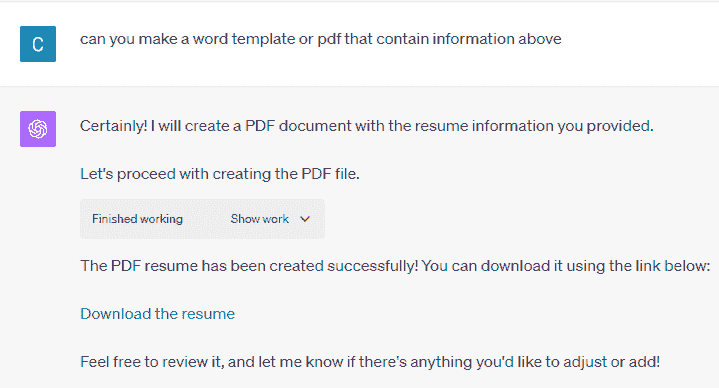 C
can you make a word template or pdf that contain information above
Certainly! I will create a PDF document with the resume information you provided.
Let's proceed with creating the PDF file.
Finished working Show work
The PDF resume has been created successfully! You can download it using the link below:
Download the resume
Feel free to review it, and let me know if there's anything you'd like to adjust or add!